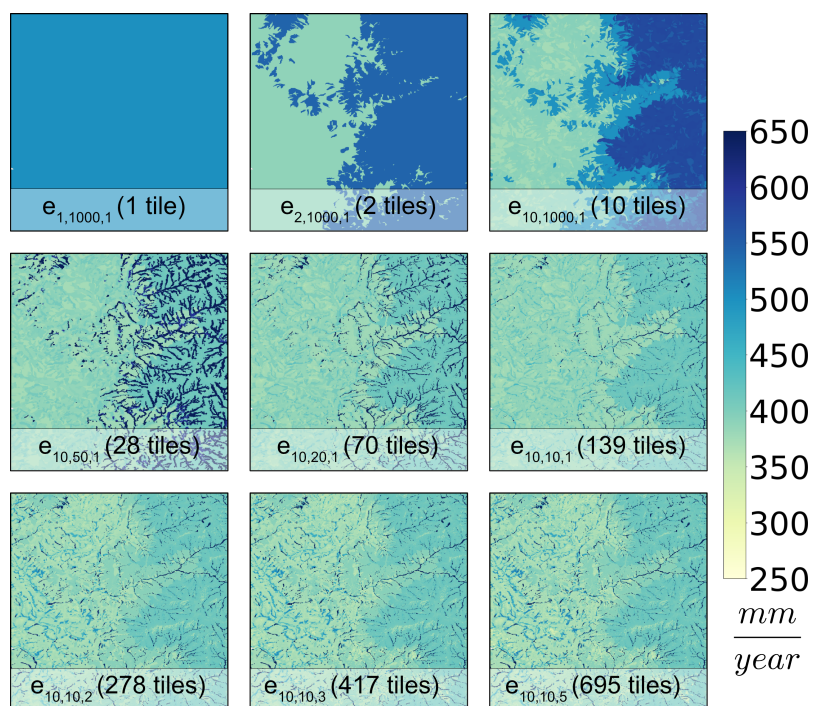 e1,1000,1 (1 tile)
e2,1000,1 (2 tiles)
e10,1000,1 (10 tiles)
e10,50,1 (28 tiles)
e10,20,1 (70 tiles)
e10,10,1 (139 tiles)
e10,10,2 (278 tiles)
e10,10,3 (417 tiles)
e10,10,5 (695 tiles)
650
600
550
500
450
400
350
300
250
mm
year